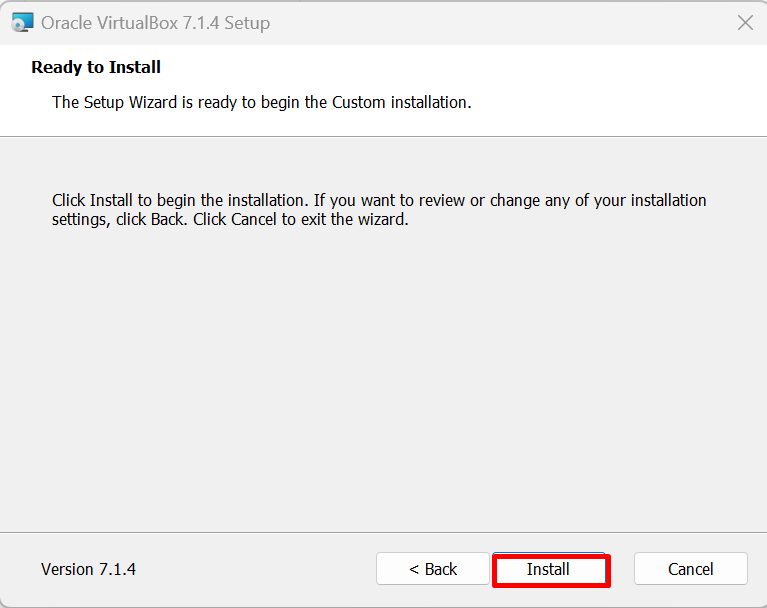 Oracle VirtualBox 7.1.4 Setup
Ready to Install
The Setup Wizard is ready to begin the Custom installation.
Click Install to begin the installation. If you want to review or change any of your installation
settings, click Back. Click Cancel to exit the wizard.
Version 7.1.4
< Back
Install
Cancel